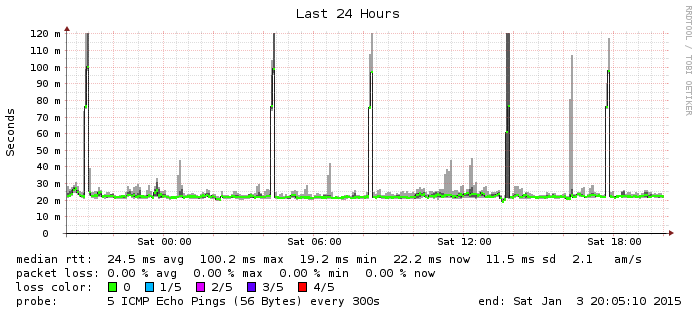 Last 24 Hours
RRDTOOL / TOBI OETIKER
Seconds
120 m
110 m
100 m
90 m
80 m
70 m
60 m
50 m
40 m
30 m
20 m
10 m
0
Sat 00:00 Sat 06:00 Sat 12:00 Sat 18:00
median rtt: 24.5 ms avg 100.2 ms max 19.2 ms min 22.2 ms now 11.5 ms sd 2.1 am/s
packet loss: 0.00 % avg 0.00 % max 0.00 % min 0.00 % now
loss color: 0 1/5 2/5 3/5 4/5
probe: 5 ICMP Echo Pings (56 Bytes) every 300s end: Sat Jan 3 20:05:10 2015